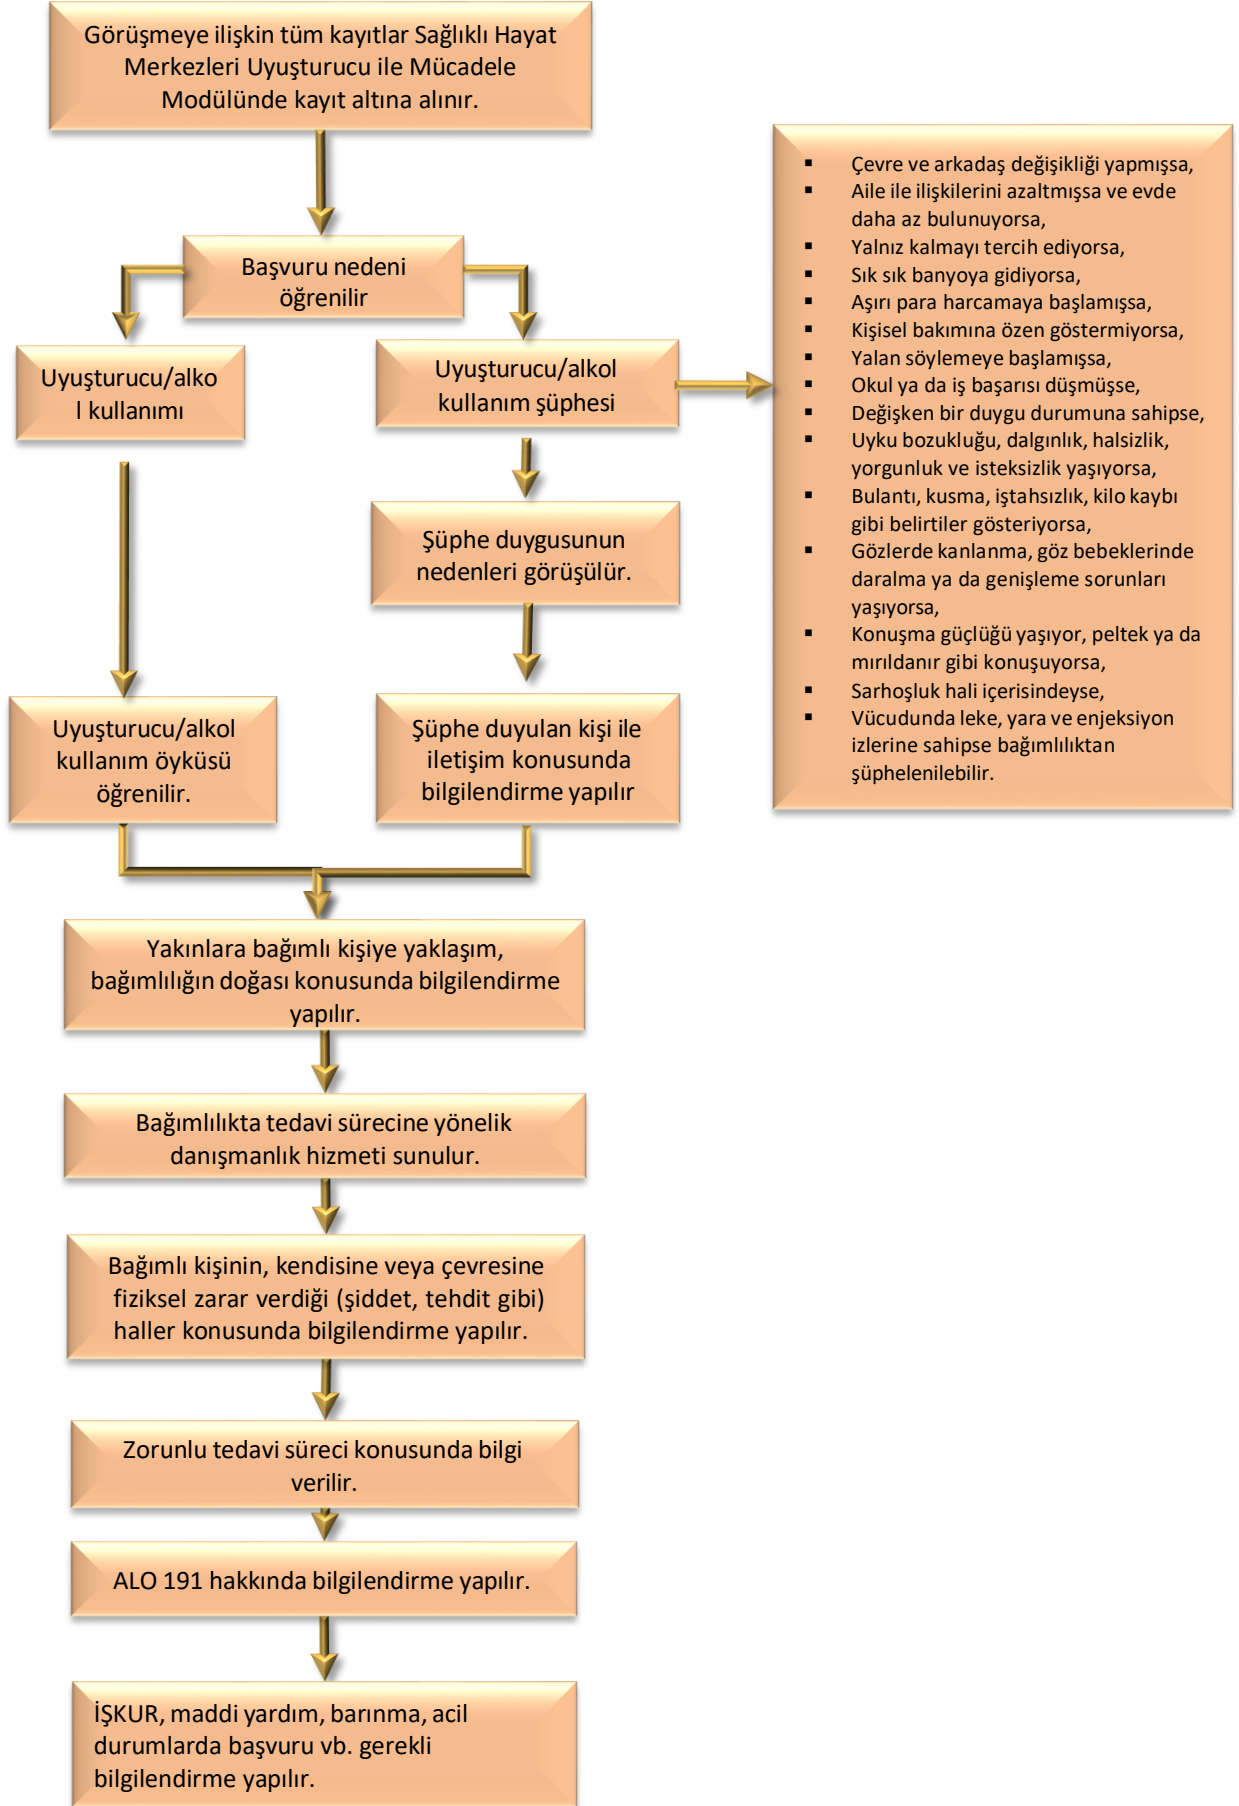 Görüşmeye ilişkin tüm kayıtlar Sağlıklı Hayat
Merkezleri Uyuşturucu ile Mücadele
Modülünde kayıt altına alınır.
Başvuru nedeni
öğrenilir
Uyuşturucu/alko
l kullanımı
Uyuşturucu/alkol
kullanım şüphesi
▪ Çevre ve arkadaş değişikliği yapmışsa,
▪ Aile ile ilişkilerini azaltmışsa ve evde
daha az bulunuyorsa,
▪ Yalnız kalmayı tercih ediyorsa,
▪ Sık sık banyoya gidiyorsa,
▪ Aşırı para harcamaya başlamışsa,
▪ Kişisel bakımına özen göstermiyorsa,
▪ Yalan söylemeye başlamışsa,
▪ Okul ya da iş başarısı düşmüşse,
▪ Değişken bir duygu durumuna sahipse,
▪ Uyku bozukluğu, dalgınlık, halsizlik,
yorgunluk ve isteksizlik yaşıyorsa,
▪ Bulantı, kusma, iştahsızlık, kilo kaybı
gibi belirtiler gösteriyorsa,
▪ Gözlerde kanlanma, göz bebeklerinde
daralma ya da genişleme sorunları
yaşıyorsa,
▪ Konuşma güçlüğü yaşıyor, peltek ya da
mırıldanır gibi konuşuyorsa,
▪ Sarhoşluk hali içerisindeyse,
▪ Vücudunda leke, yara ve enjeksiyon
izlerine sahipse bağımlılıktan
şüphelenilebilir.
Şüphe duygusunun
nedenleri görüşülür.
Uyuşturucu/alkol
kullanım öyküsü
öğrenilir.
Şüphe duyulan kişi ile
iletişim konusunda
bilgilendirme yapılır
Yakınlara bağımlı kişiye yaklaşım,
bağımlılığın doğası konusunda bilgilendirme
yapılır.
Bağımlılıkta tedavi sürecine yönelik
danışmanlık hizmeti sunulur.
Bağımlı kişinin, kendisine veya çevresine
fiziksel zarar verdiği (şiddet, tehdit gibi)
haller konusunda bilgilendirme yapılır.
Zorunlu tedavi süreci konusunda bilgi
verilir.
ALO 191 hakkında bilgilendirme yapılır.
İŞKUR, maddi yardım, barınma, acil
durumlarda başvuru vb. gerekli
bilgilendirme yapılır.